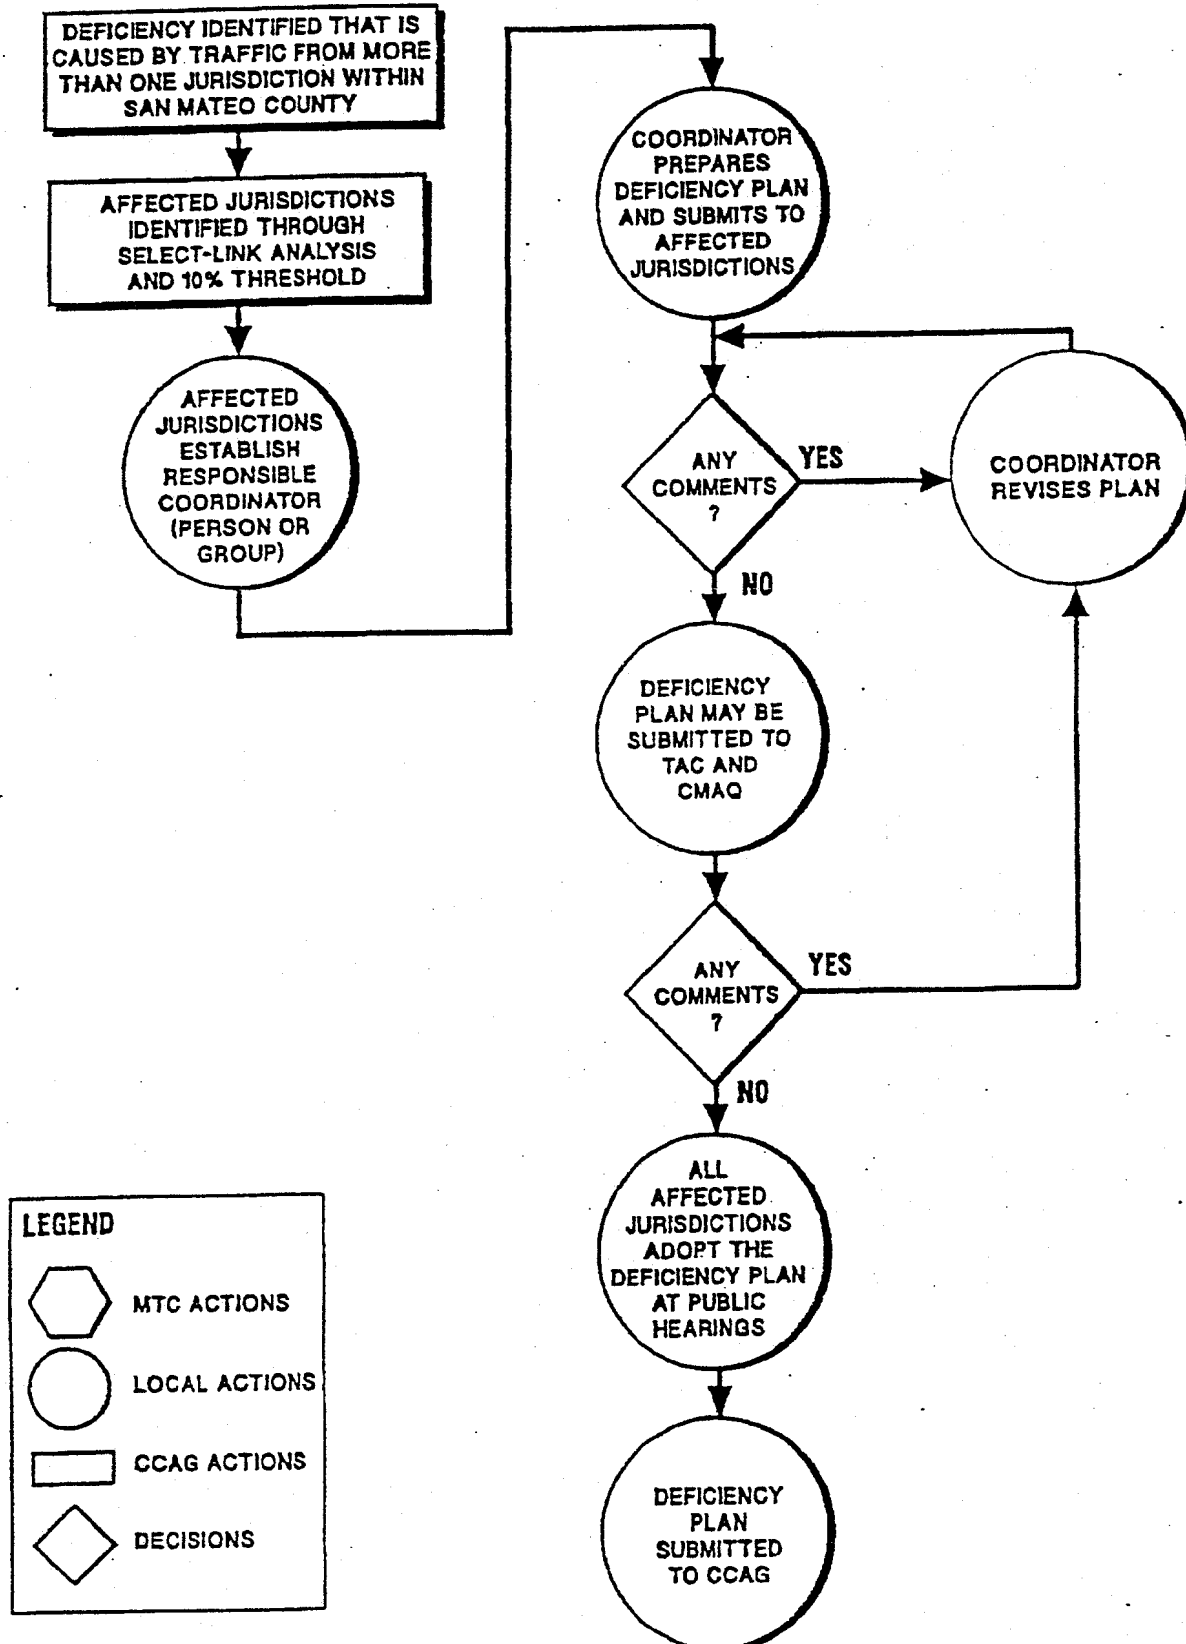 DEFICIENCY IDENTIFIED THAT IS
CAUSED BY TRAFFIC FROM MORE
THAN ONE JURISDICTION WITHIN
SAN MATEO COUNTY
AFFECTED JURISDICTIONS
IDENTIFIED THROUGH
SELECT-LINK ANALYSIS
AND 10% THRESHOLD
AFFECTED
JURISDICTIONS
ESTABLISH
RESPONSIBLE
COORDINATOR
(PERSON OR
GROUP)
COORDINATOR
PREPARES
DEFICIENCY PLAN
AND SUBMITS TO
AFFECTED
JURISDICTIONS
ANY
COMMENTS
?
YES
COORDINATOR
REVISES PLAN
NO
DEFICIENCY
PLAN MAY BE
SUBMITTED TO
TAC AND
CMAQ
ANY
COMMENTS
?
YES
NO
ALL
AFFECTED
JURISDICTIONS
ADOPT THE
DEFICIENCY PLAN
AT PUBLIC
HEARINGS
DEFICIENCY
PLAN
SUBMITTED
TO CCAG
LEGEND
MTC ACTIONS
LOCAL ACTIONS
CCAG ACTIONS
DECISIONS